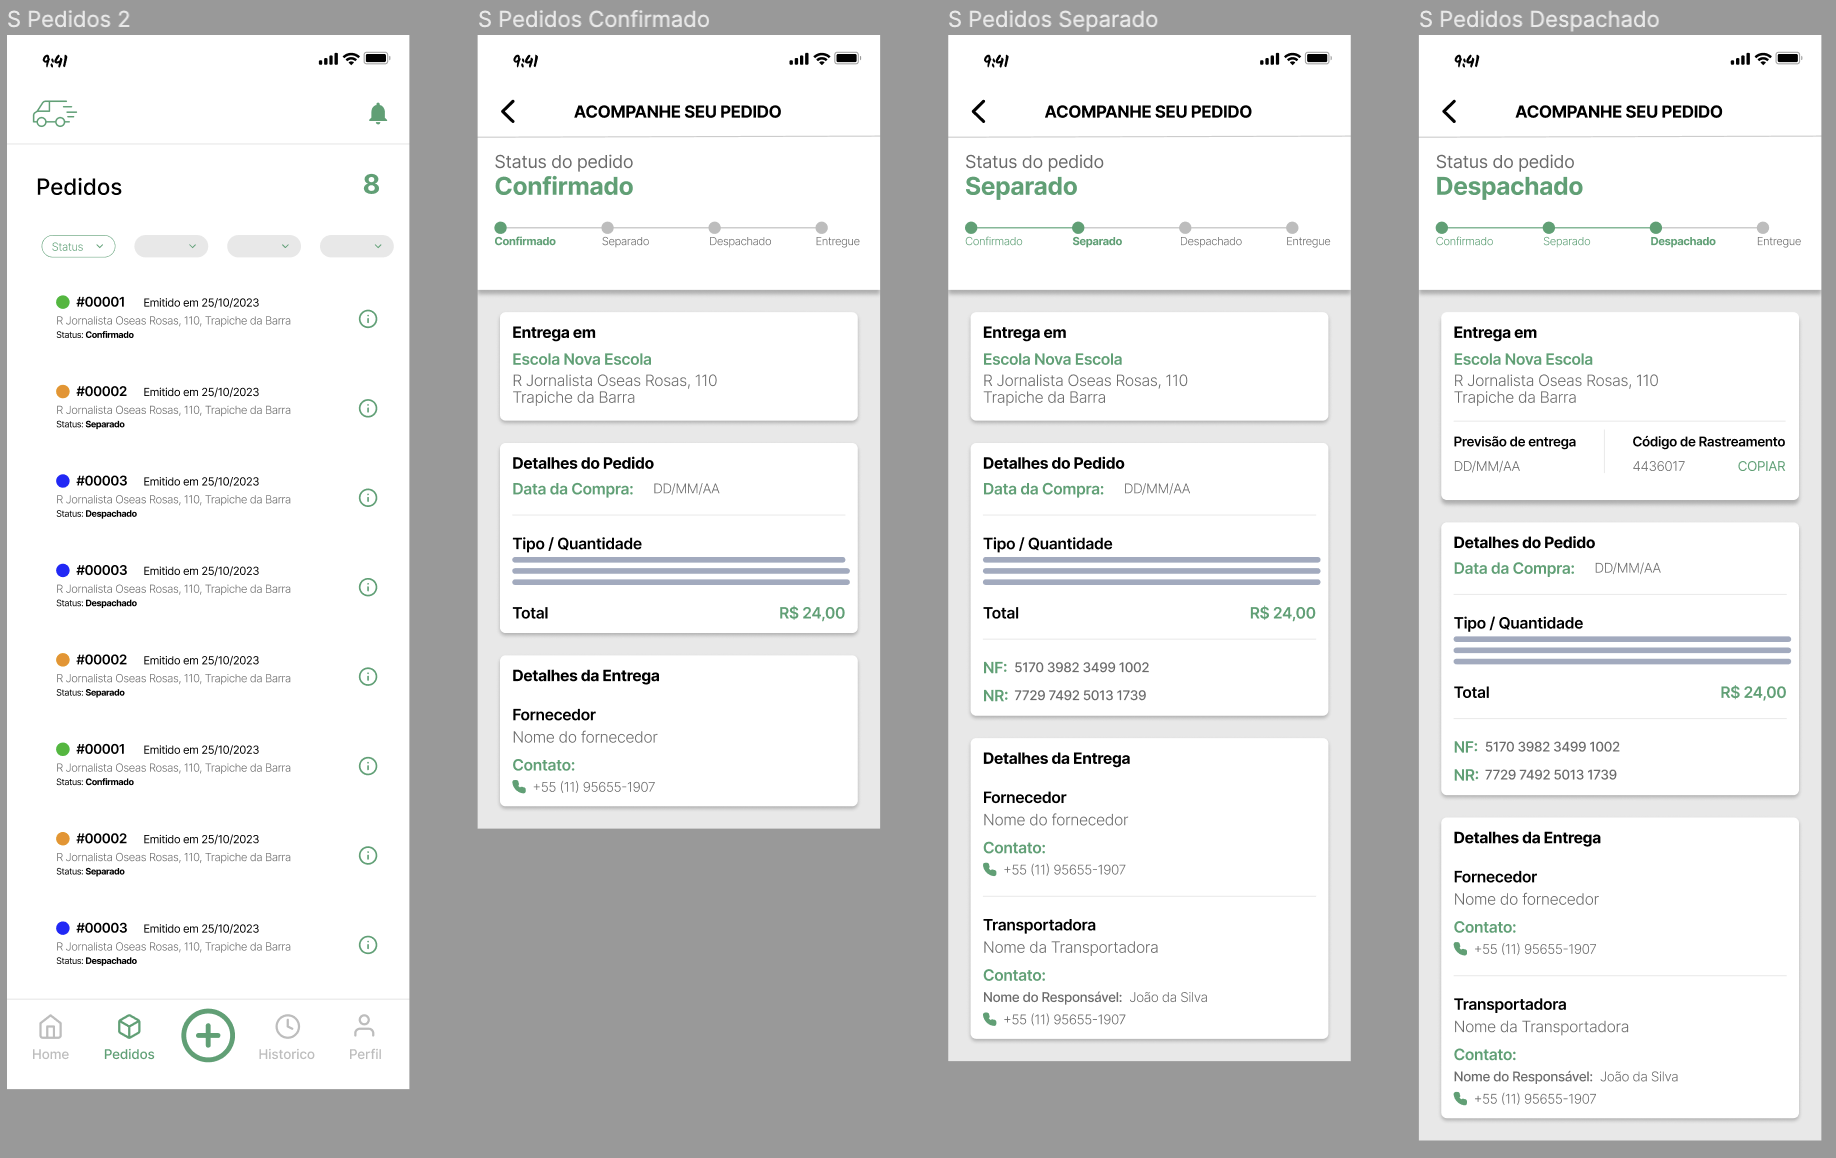 S Pedidos 2
9:41
Pedidos
8
Status
#00001 Emitido em 25/10/2023
R Jornalista Oseas Rosas, 110, Trapiche da Barra
Status: Confirmado
#00002 Emitido em 25/10/2023
R Jornalista Oseas Rosas, 110, Trapiche da Barra
Status: Separado
#00003 Emitido em 25/10/2023
R Jornalista Oseas Rosas, 110, Trapiche da Barra
Status: Despachado
#00003 Emitido em 25/10/2023
R Jornalista Oseas Rosas, 110, Trapiche da Barra
Status: Despachado
#00002 Emitido em 25/10/2023
R Jornalista Oseas Rosas, 110, Trapiche da Barra
Status: Separado
#00001 Emitido em 25/10/2023
R Jornalista Oseas Rosas, 110, Trapiche da Barra
Status: Confirmado
#00002 Emitido em 25/10/2023
R Jornalista Oseas Rosas, 110, Trapiche da Barra
Status: Separado
#00003 Emitido em 25/10/2023
R Jornalista Oseas Rosas, 110, Trapiche da Barra
Status: Despachado
Home Pedidos Historico Perfil
S Pedidos Confirmado
9:41
ACOMPANHE SEU PEDIDO
Status do pedido
Confirmado
Confirmado Separado Despachado Entregue
Entrega em
Escola Nova Escola
R Jornalista Oseas Rosas, 110
Trapiche da Barra
Detalhes do Pedido
Data da Compra: DD/MM/AA
Tipo / Quantidade
Total R$ 24,00
Detalhes da Entrega
Fornecedor
Nome do fornecedor
Contato:
+55 (11) 95655-1907
S Pedidos Separado
9:41
ACOMPANHE SEU PEDIDO
Status do pedido
Separado
Confirmado Separado Despachado Entregue
Entrega em
Escola Nova Escola
R Jornalista Oseas Rosas, 110
Trapiche da Barra
Detalhes do Pedido
Data da Compra: DD/MM/AA
Tipo / Quantidade
Total R$ 24,00
NF: 5170 3982 3499 1002
NR: 7729 7492 5013 1739
Detalhes da Entrega
Fornecedor
Nome do fornecedor
Contato:
+55 (11) 95655-1907
Transportadora
Nome da Transportadora
Contato:
Nome do Responsável: João da Silva
+55 (11) 95655-1907
S Pedidos Despachado
9:41
ACOMPANHE SEU PEDIDO
Status do pedido
Despachado
Confirmado Separado Despachado Entregue
Entrega em
Escola Nova Escola
R Jornalista Oseas Rosas, 110
Trapiche da Barra
Previsão de entrega Código de Rastreamento
DD/MM/AA 4436017 COPIAR
Detalhes do Pedido
Data da Compra: DD/MM/AA
Tipo / Quantidade
Total R$ 24,00
NF: 5170 3982 3499 1002
NR: 7729 7492 5013 1739
Detalhes da Entrega
Fornecedor
Nome do fornecedor
Contato:
+55 (11) 95655-1907
Transportadora
Nome da Transportadora
Contato:
Nome do Responsável: João da Silva
+55 (11) 95655-1907